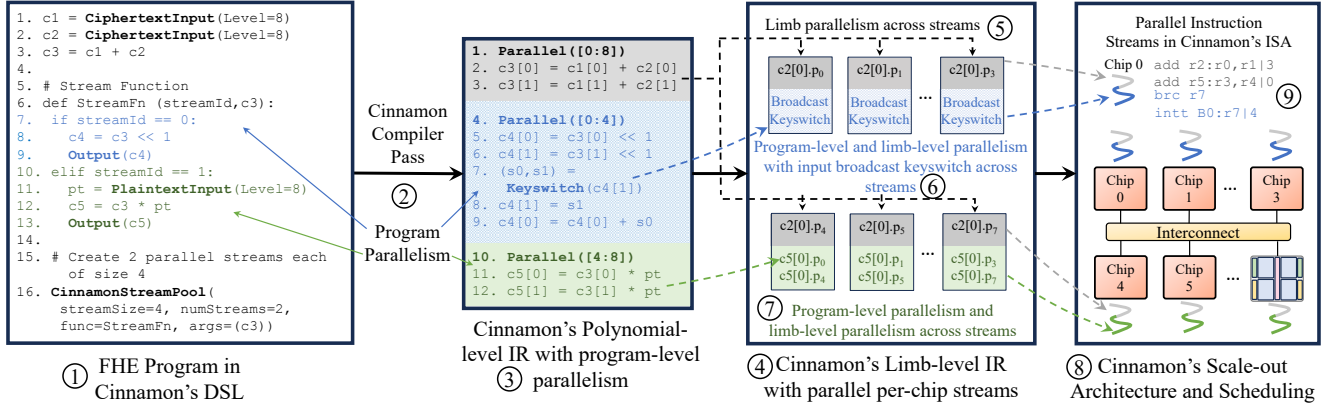 1. c1 = CiphertextInput(Level=8)
2. c2 = CiphertextInput(Level=8)
3. c3 = c1 + c2
4.
5. # Stream Function
6. def StreamFn (streamId,c3):
7. if streamId == 0:
8. c4 = c3 << 1
9. Output(c4)
10. elif streamId == 1:
11. pt = PlaintextInput(Level=8)
12. c5 = c3 * pt
13. Output(c5)
14.
15. # Create 2 parallel streams each
of size 4
16. CinnamonStreamPool(
streamSize=4, numStreams=2,
func=StreamFn, args=(c3))
① FHE Program in
Cinnamon's DSL
Cinnamon
Compiler
Pass
②
Program
Parallelism
1. Parallel([0:8])
2. c3[0] = c1[0] + c2[0]
3. c3[1] = c1[1] + c2[1]
4. Parallel([0:4])
5. c4[0] = c3[0] << 1
6. c4[1] = c3[1] << 1
7. (s0,s1) =
Keyswitch(c4[1])
8. c4[1] = s1
9. c4[0] = c4[0] + s0
10. Parallel([4:8])
11. c5[0] = c3[0] * pt
12. c5[1] = c3[1] * pt
Cinnamon's Polynomial-
level IR with program-level
③ parallelism
Limb parallelism across streams ⑤
c2[0].p0 c2[0].p1 ... c2[0].p3
Broadcast Broadcast Broadcast
Keyswitch Keyswitch Keyswitch
Program-level and limb-level parallelism
with input broadcast keyswitch across
streams ⑥
c2[0].p4 c2[0].p5 ... c2[0].p7
c5[0].p0 c5[0].p1 c5[0].p3
c5[0].p4 c5[0].p5 c5[0].p7
⑦ Program-level parallelism and
limb-level parallelism across streams
④ Cinnamon's Limb-level IR
with parallel per-chip streams
Parallel Instruction
Streams in Cinnamon's ISA
Chip 0 add r2:r0,r1|3
add r5:r3,r4|0
brc r7
intt B0:r7|4
⑨
Chip 0 Chip 1 ... Chip 3
Interconnect
Chip 4 Chip 5 ...
⑧ Cinnamon's Scale-out
Architecture and Scheduling